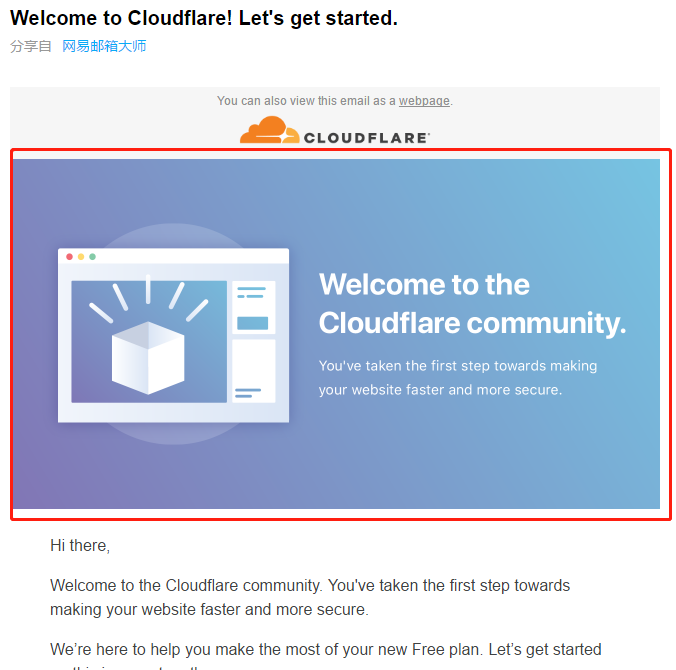 Welcome to Cloudflare! Let's get started.
分享自 网易邮箱大师
You can also view this email as a webpage.
CLOUDFLARE
Welcome to the
Cloudflare community.
You've taken the first step towards making
your website faster and more secure.
Hi there,
Welcome to the Cloudflare community. You've taken the first step towards
making your website faster and more secure.
We’re here to help you make the most of your new Free plan. Let’s get started